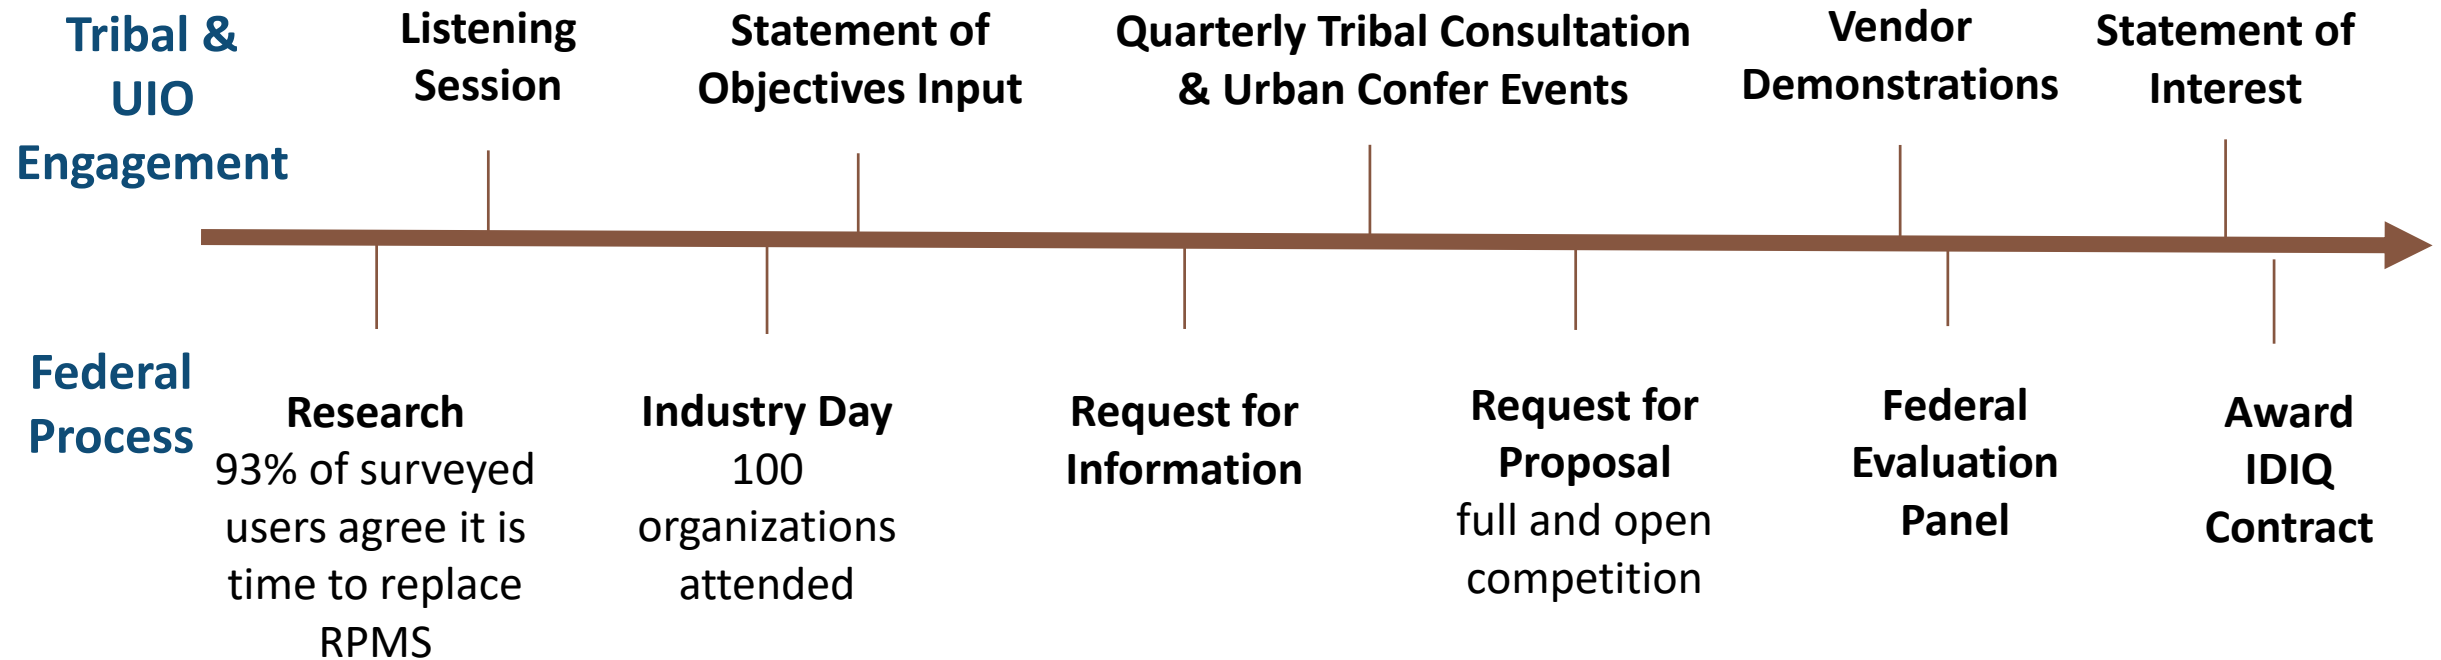 Tribal &
UIO
Engagement
Listening
Session
Statement of
Objectives Input
Quarterly Tribal Consultation
& Urban Confer Events
Vendor
Demonstrations
Statement of
Interest
Federal
Process
Research
93% of surveyed
users agree it is
time to replace
RPMS
Industry Day
100
organizations
attended
Request for
Information
Request for
Proposal
full and open
competition
Federal
Evaluation
Panel
Award
IDIQ
Contract